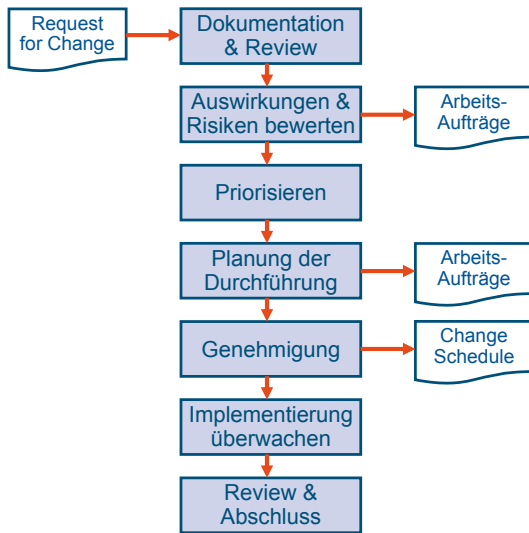 Request
for Change
Dokumentation
& Review
Auswirkungen &
Risiken bewerten
Arbeits-
Aufträge
Priorisieren
Planung der
Durchführung
Arbeits-
Aufträge
Genehmigung
Change
Schedule
Implementierung
überwachen
Review &
Abschluss